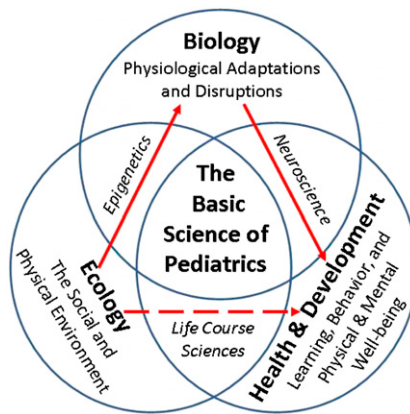 Biology
Physiological Adaptations
and Disruptions
Epigenetics
Neuroscience
The
Basic
Science of
Pediatrics
Ecology
The Social and
Physical Environment
Life Course
Sciences
Health & Development
Learning, Behavior, and
Physical & Mental
Well-being